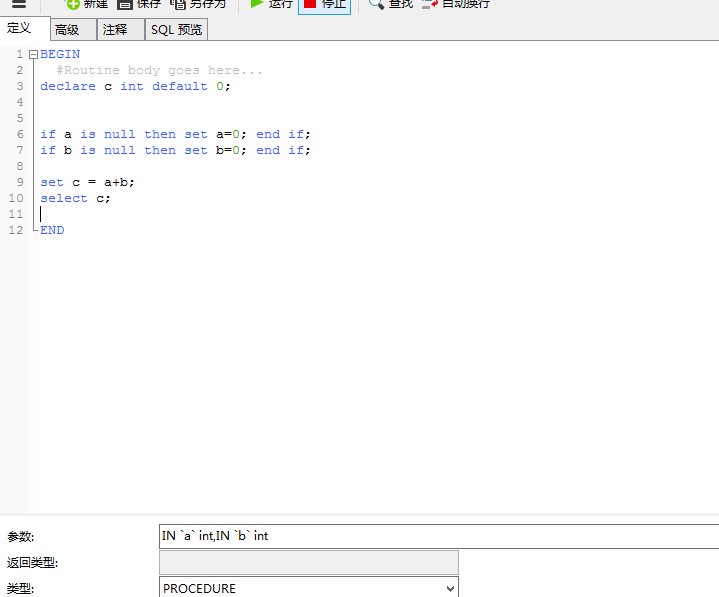 新建 保存 另存为 运行 停止 查找 自动换行
定义 高级 注释 SQL 预览
1 BEGIN
2 #Routine body goes here...
3 declare c int default 0;
4
5
6 if a is null then set a=0; end if;
7 if b is null then set b=0; end if;
8
9 set c = a+b;
10 select c;
11
12 END
参数: IN `a` int,IN `b` int
返回类型:
类型: PROCEDURE